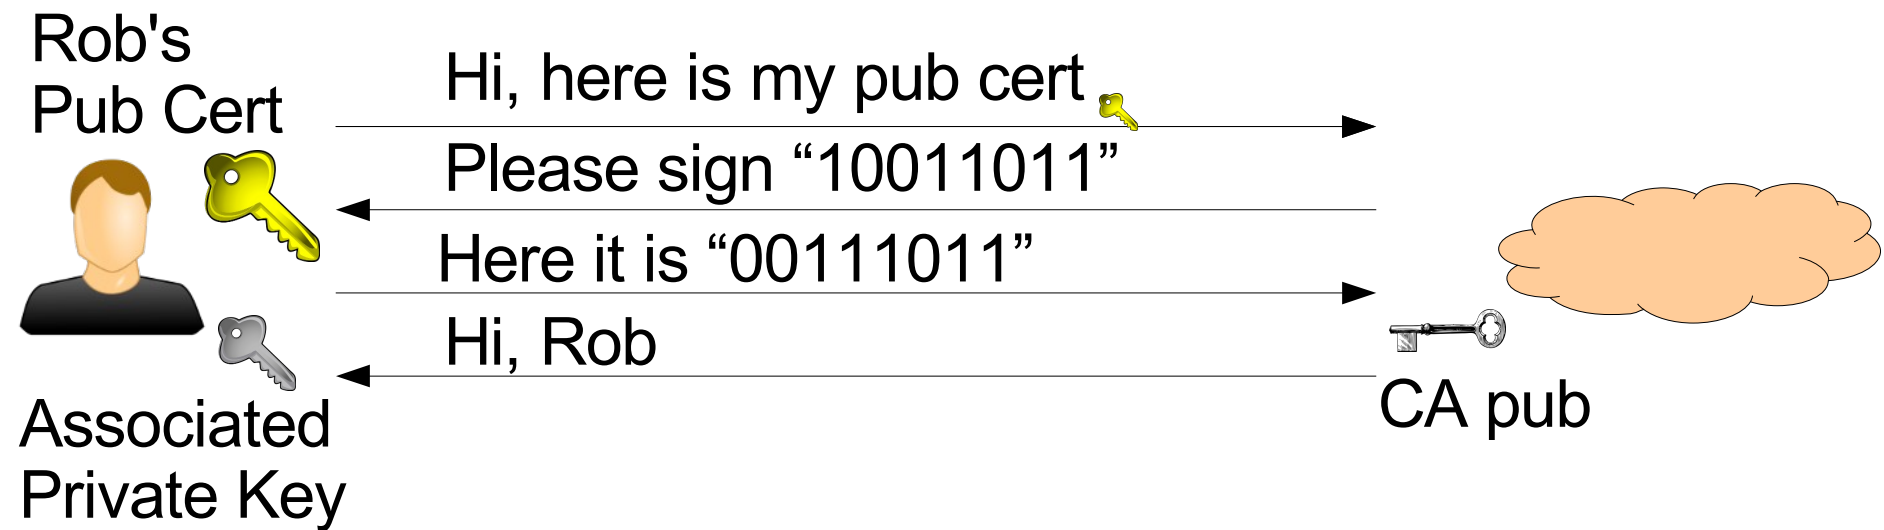 Rob's
Pub Cert
Hi, here is my pub cert
Please sign “10011011”
Here it is “00111011”
Hi, Rob
Associated
Private Key
CA pub